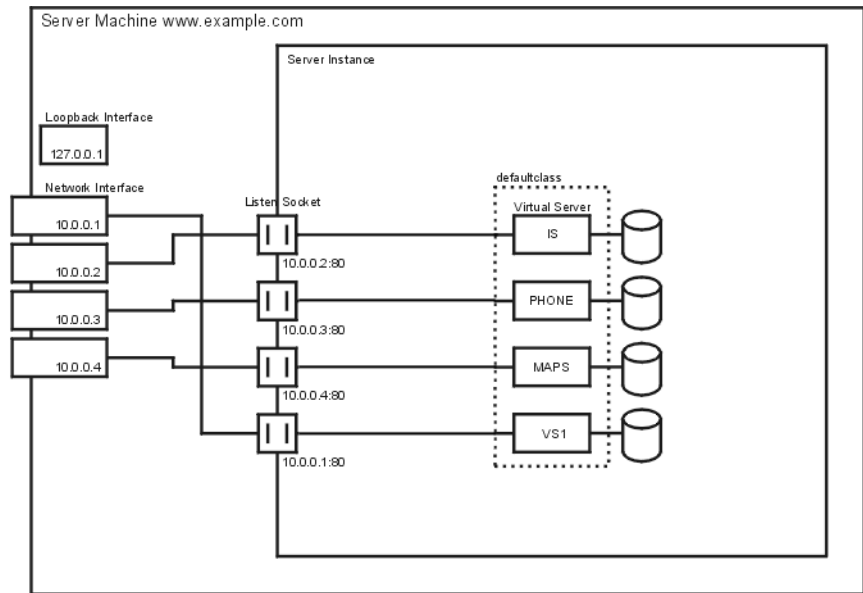 Server Machine www.example.com
Server Instance
Loopback Interface
127.0.0.1
defaultclass
Network Interface
Listen Socket
Virtual Server
10.0.0.1
IS
10.0.0.2
10.0.0.2:80
10.0.0.3
PHONE
10.0.0.3:80
10.0.0.4
MAPS
10.0.0.4:80
VS1
10.0.0.1:80